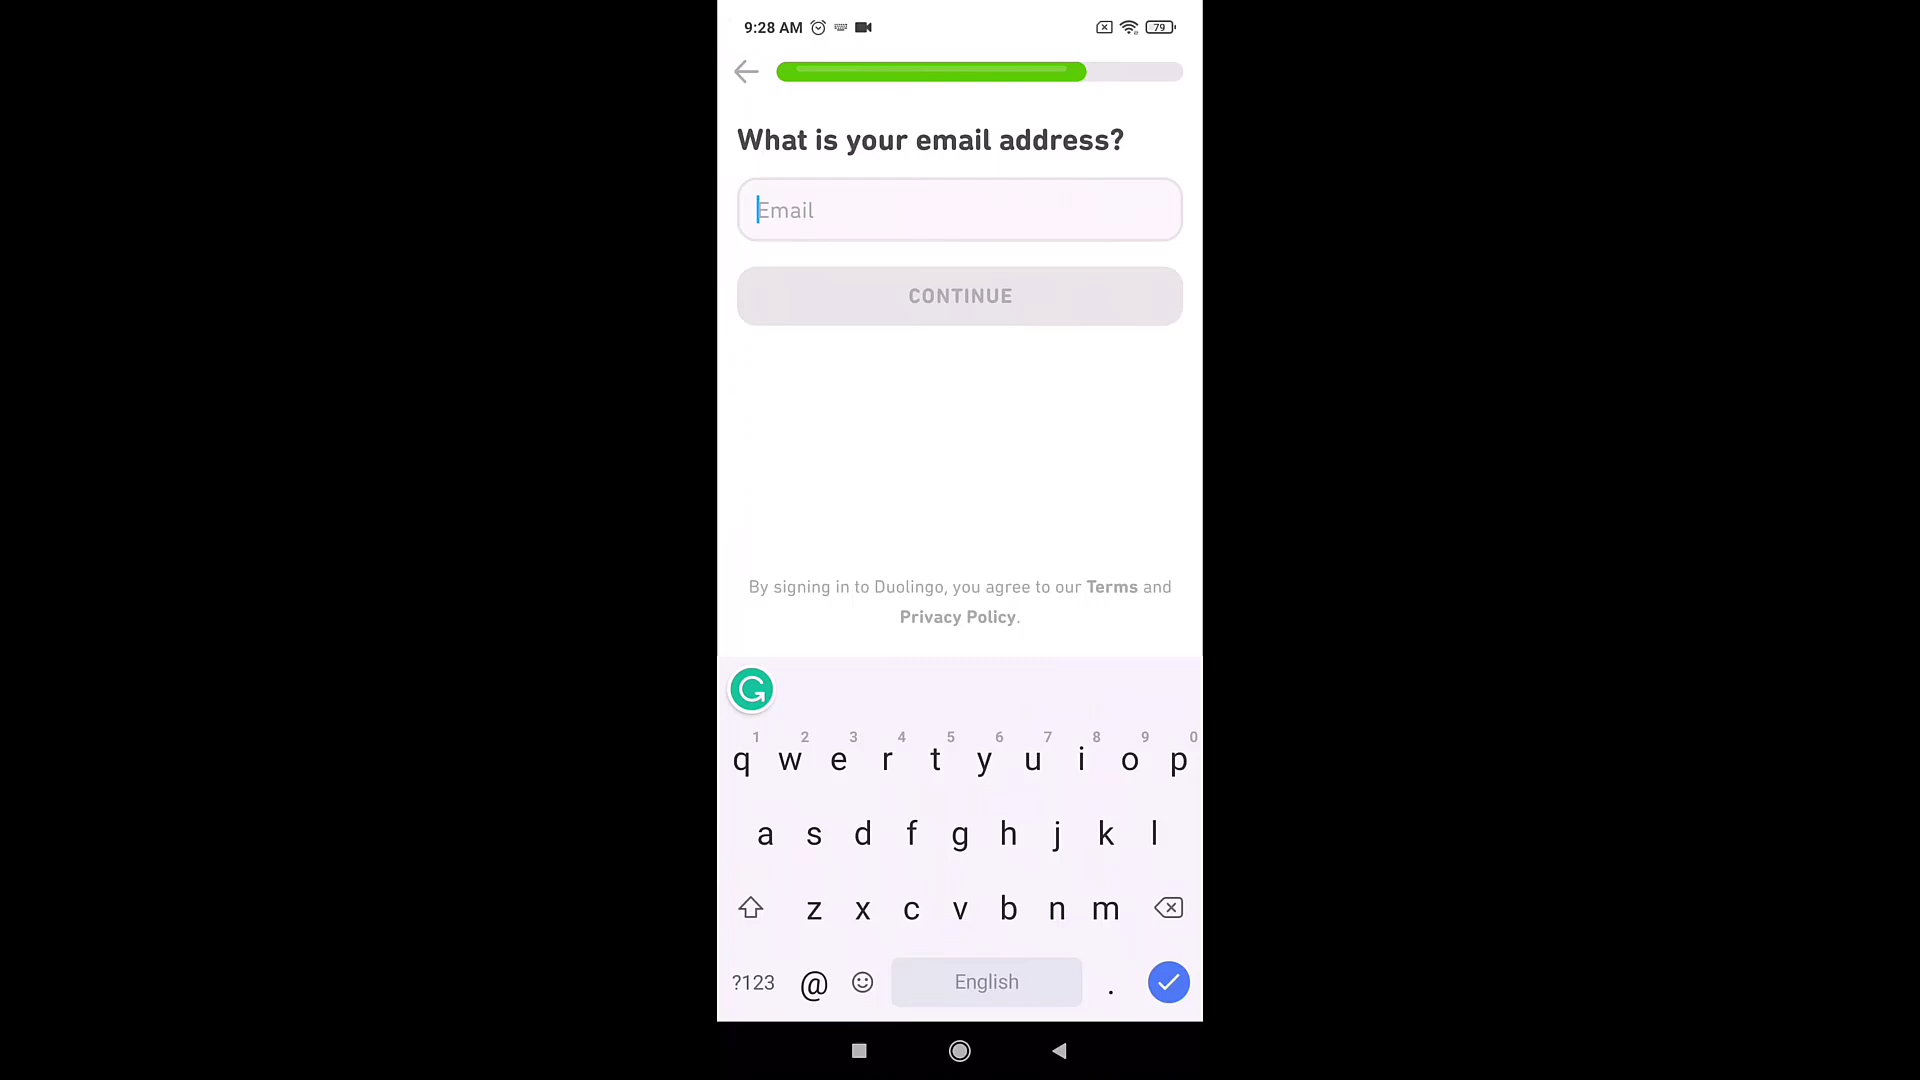 9:28 AM
79
What is your email address?
Email
CONTINUE
By signing in to Duolingo, you agree to our Terms and
Privacy Policy.
1 2 3 4 5 6 7 8 9 0
q w e r t y u i o p
a s d f g h j k l
z x c v b n m
?123 @ English .